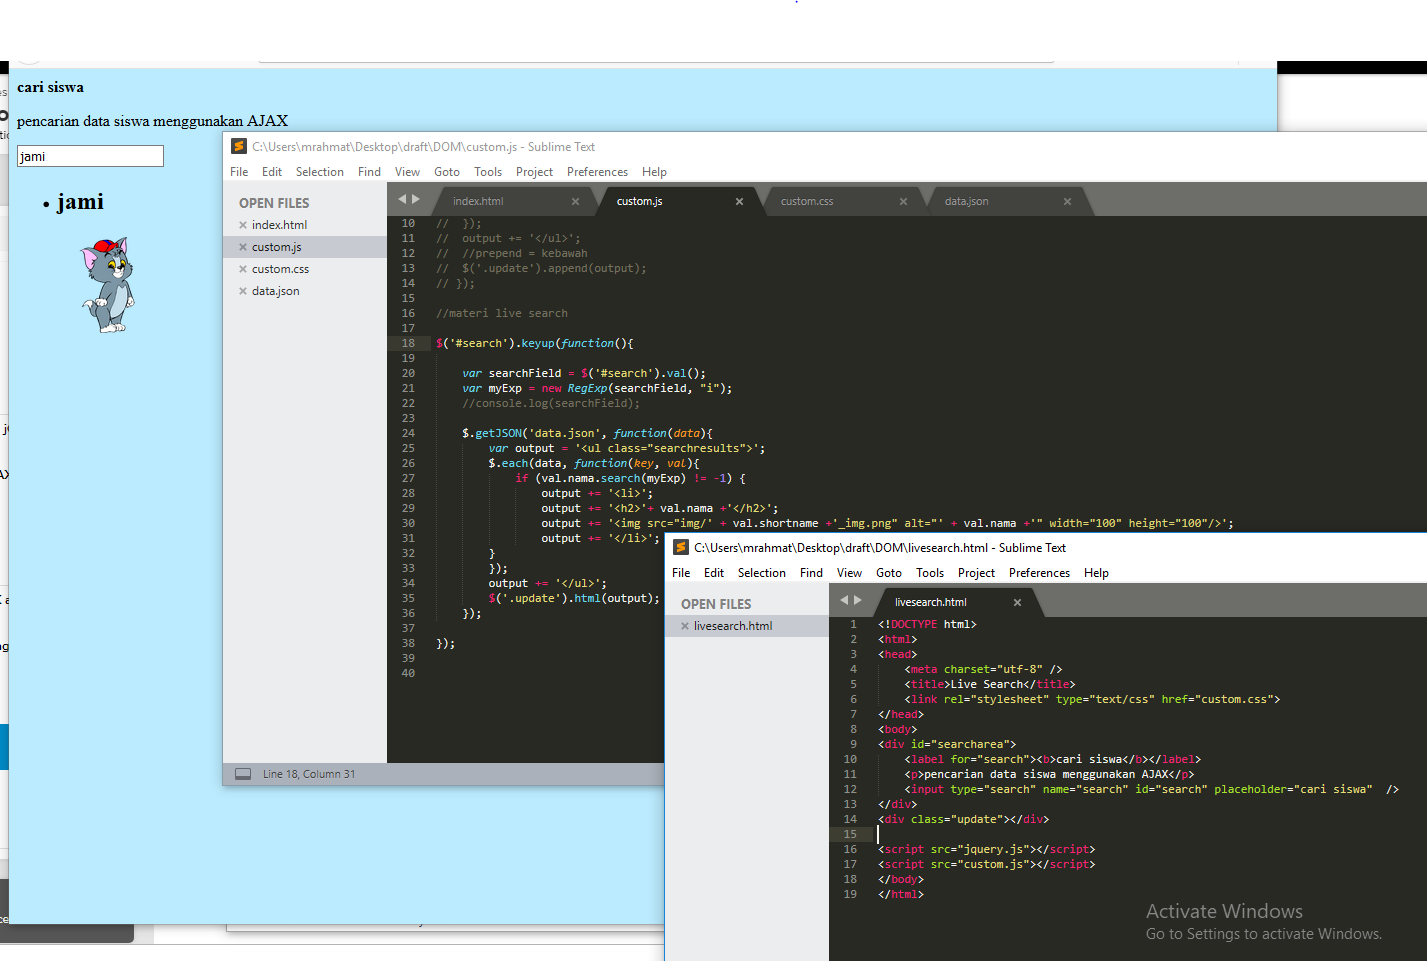 cari siswa
pencarian data siswa menggunakan AJAX
jami
jami
C:\Users\mrahmat\Desktop\draft\DOM\custom.js - Sublime Text
File Edit Selection Find View Goto Tools Project Preferences Help
OPEN FILES
index.html
custom.js
custom.css
data.json
index.html custom.js custom.css data.json
10 //  });
11 //  output += '</ul>';
12 //  //prepend = kebawah
13 //  $('.update').append(output);
14 // });
15
16 //materi live search
17
18 $('#search').keyup(function(){
19
20     var searchField = $('#search').val();
21     var myExp = new RegExp(searchField, "i");
22     //console.log(searchField);
23
24     $.getJSON('data.json', function(data){
25         var output = '<ul class="searchresults">';
26         $.each(data, function(key, val){
27             if (val.nama.search(myExp) != -1) {
28                 output += '<li>';
29                 output += '<h2>'+ val.nama +'</h2>';
30                 output += '<img src="img/' + val.shortname +'_img.png" alt="' + val.nama +'" width="100" height="100"/>';
31                 output += '</li>';
32         }
33         });
34         output += '</ul>';
35         $('.update').html(output);
36     });
37
38 });
39
40
Line 18, Column 31
C:\Users\mrahmat\Desktop\draft\DOM\livesearch.html - Sublime Text
File Edit Selection Find View Goto Tools Project Preferences Help
OPEN FILES
livesearch.html
livesearch.html
1 <!DOCTYPE html>
2 <html>
3 <head>
4     <meta charset="utf-8" />
5     <title>Live Search</title>
6     <link rel="stylesheet" type="text/css" href="custom.css">
7 </head>
8 <body>
9 <div id="searcharea">
10     <label for="search"><b>cari siswa</b></label>
11     <p>pencarian data siswa menggunakan AJAX</p>
12     <input type="search" name="search" id="search" placeholder="cari siswa"  />
13 </div>
14 <div class="update"></div>
15
16 <script src="jquery.js"></script>
17 <script src="custom.js"></script>
18 </body>
19 </html>
Activate Windows
Go to Settings to activate Windows.